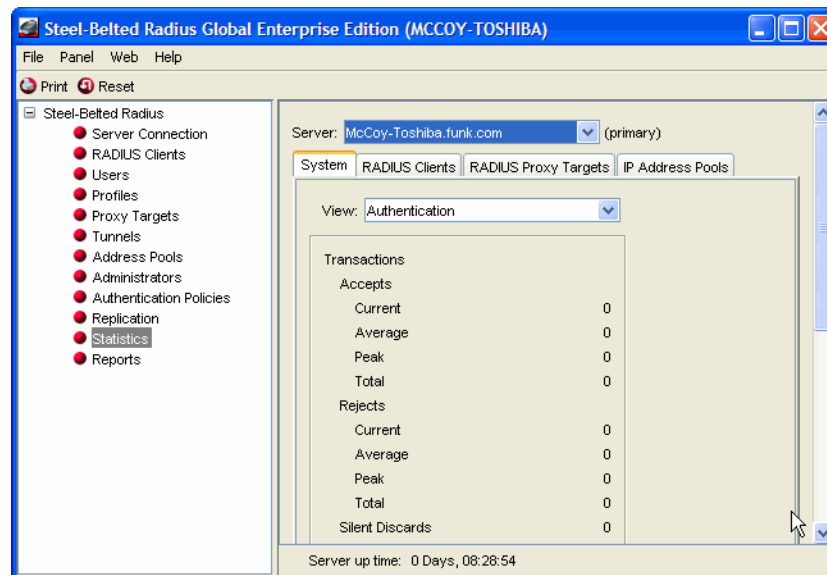 Steel-Belted Radius Global Enterprise Edition (MCCOY-TOSHIBA)
File Panel Web Help
Print Reset
Steel-Belted Radius
Server Connection
RADIUS Clients
Users
Profiles
Proxy Targets
Tunnels
Address Pools
Administrators
Authentication Policies
Replication
Statistics
Reports
Server: McCoy-Toshiba.funk.com (primary)
System RADIUS Clients RADIUS Proxy Targets IP Address Pools
View: Authentication
Transactions
Accepts
Current 0
Average 0
Peak 0
Total 0
Rejects
Current 0
Average 0
Peak 0
Total 0
Silent Discards 0
Server up time: 0 Days, 08:28:54